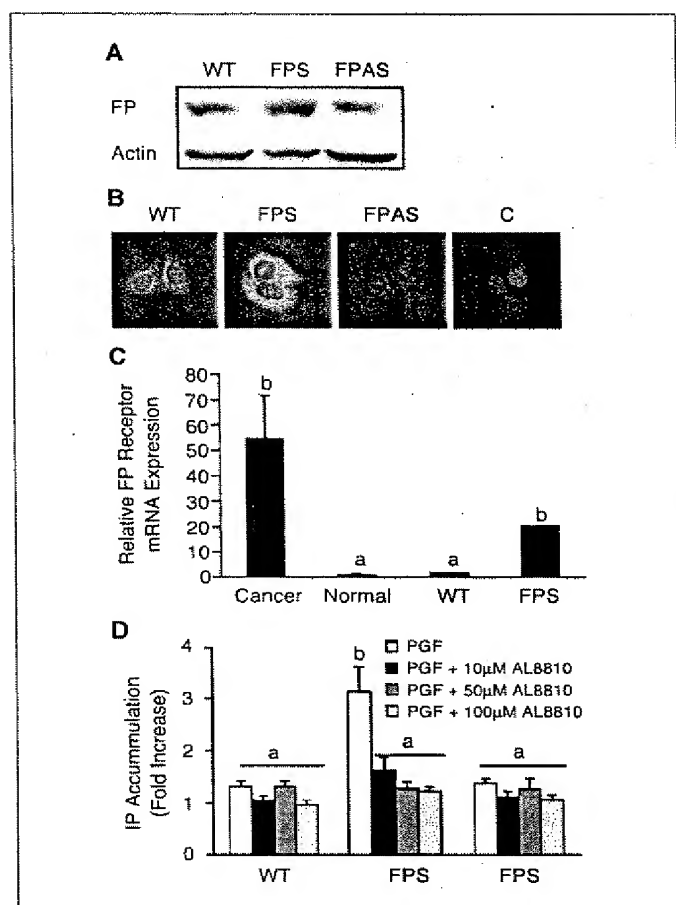 A
WT FPS FPAS
FP
Actin
B
WT FPS FPAS C
C
Relative FP Receptor
mRNA Expression
80
70
60
50
40
30
20
10
0
b
a
a
b
Cancer Normal WT FPS
D
IP Accummulation
(Fold Increase)
4
3
2
1
0
PGF
PGF + 10µM AL8810
PGF + 50µM AL8810
PGF + 100µM AL8810
a
b
a
a
WT FPS FPS